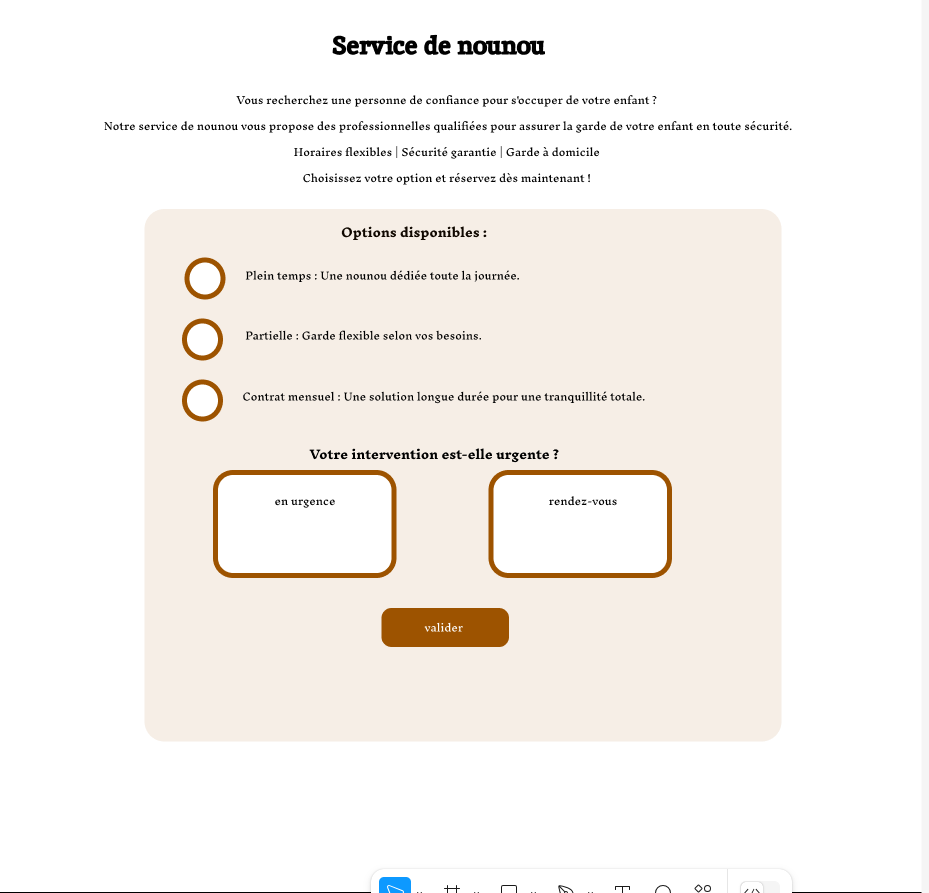 Service de nounou
Vous recherchez une personne de confiance pour s'occuper de votre enfant ?
Notre service de nounou vous propose des professionnelles qualifiées pour assurer la garde de votre enfant en toute sécurité.
Horaires flexibles | Sécurité garantie | Garde à domicile
Choisissez votre option et réservez dès maintenant !
Options disponibles :
Plein temps : Une nounou dédiée toute la journée.
Partielle : Garde flexible selon vos besoins.
Contrat mensuel : Une solution longue durée pour une tranquillité totale.
Votre intervention est-elle urgente ?
en urgence
rendez-vous
valider